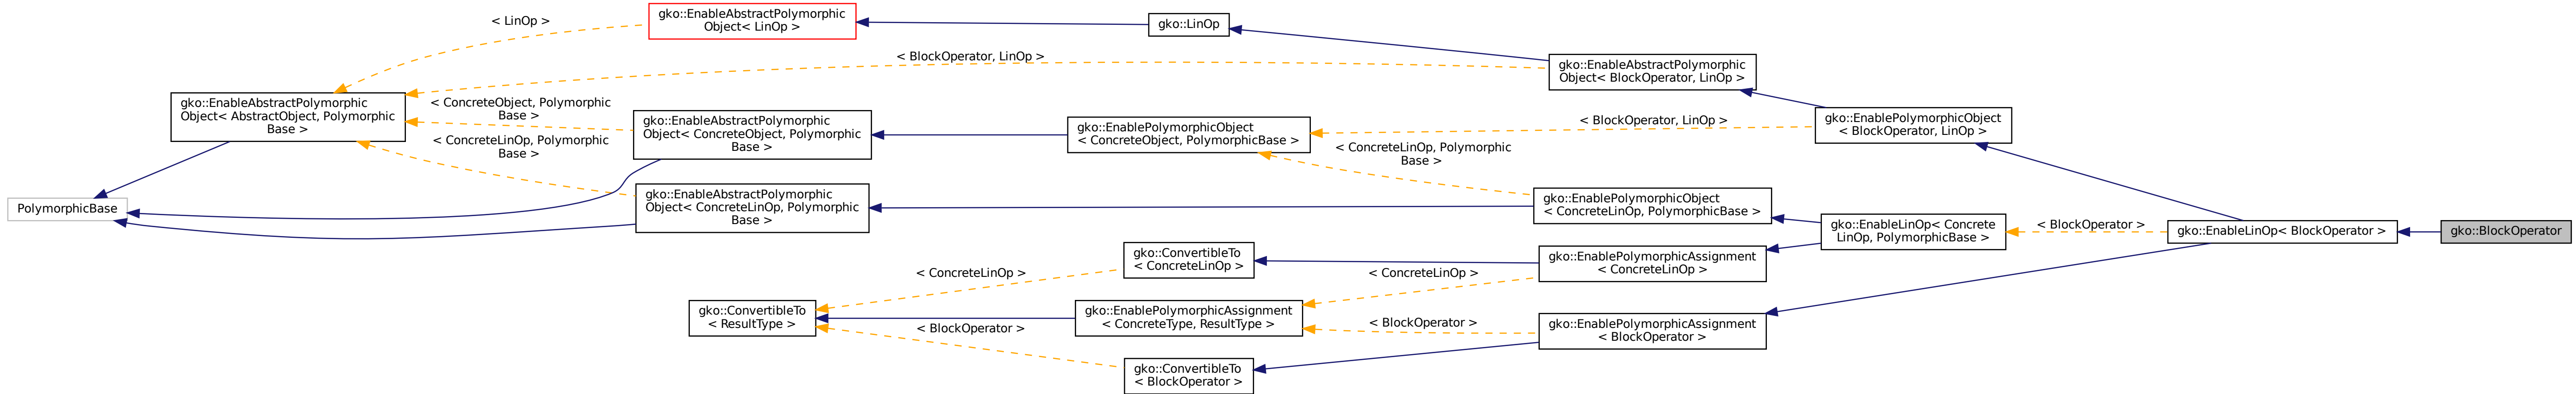 gko::EnableAbstractPolymorphic
Object< LinOp >
< LinOp >
gko::LinOp
< BlockOperator, LinOp >
gko::EnableAbstractPolymorphic
Object< BlockOperator, LinOp >
gko::EnableAbstractPolymorphic
Object< AbstractObject, Polymorphic
Base >
< ConcreteObject, Polymorphic
Base >
gko::EnableAbstractPolymorphic
Object< ConcreteObject, Polymorphic
Base >
gko::EnablePolymorphicObject
< ConcreteObject, PolymorphicBase >
< BlockOperator, LinOp >
gko::EnablePolymorphicObject
< BlockOperator, LinOp >
< ConcreteLinOp, Polymorphic
Base >
< ConcreteLinOp, Polymorphic
Base >
PolymorphicBase
gko::EnableAbstractPolymorphic
Object< ConcreteLinOp, Polymorphic
Base >
gko::EnablePolymorphicObject
< ConcreteLinOp, PolymorphicBase >
gko::EnableLinOp< Concrete
LinOp, PolymorphicBase >
< BlockOperator >
gko::EnableLinOp< BlockOperator >
gko::BlockOperator
gko::ConvertibleTo
< ConcreteLinOp >
gko::EnablePolymorphicAssignment
< ConcreteLinOp >
< ConcreteLinOp >
< ConcreteLinOp >
gko::ConvertibleTo
< ResultType >
gko::EnablePolymorphicAssignment
< ConcreteType, ResultType >
< BlockOperator >
< BlockOperator >
gko::EnablePolymorphicAssignment
< BlockOperator >
gko::ConvertibleTo
< BlockOperator >